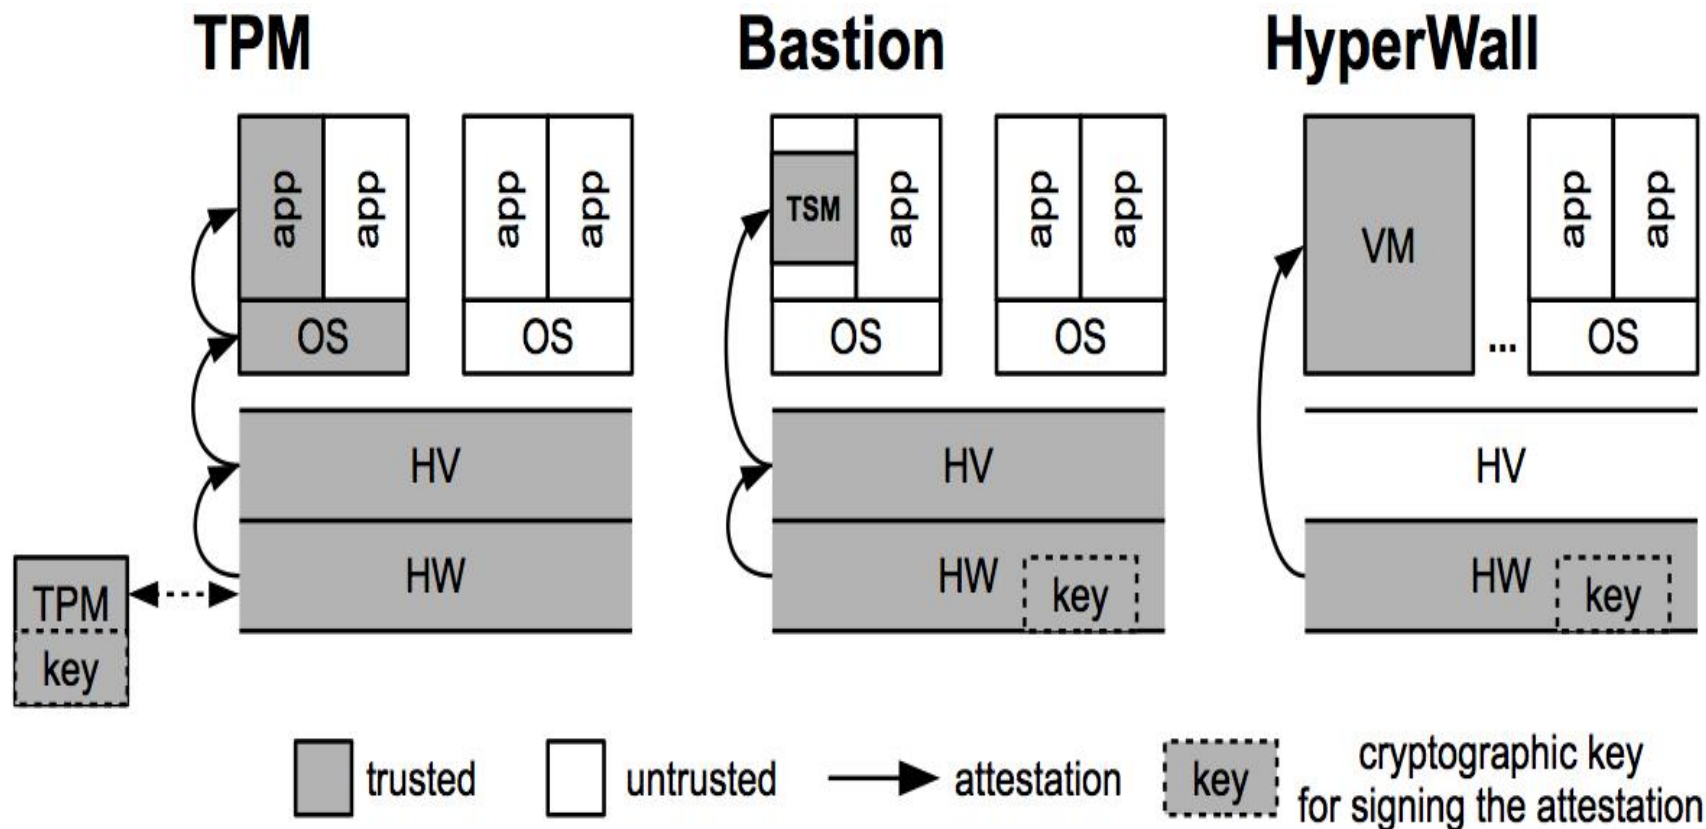 TPM Bastion HyperWall
app app app app TSM app app app VM app app
OS OS OS OS ... OS
HV HV HV
HW HW key HW key
TPM
key
trusted untrusted attestation key cryptographic key
for signing the attestation